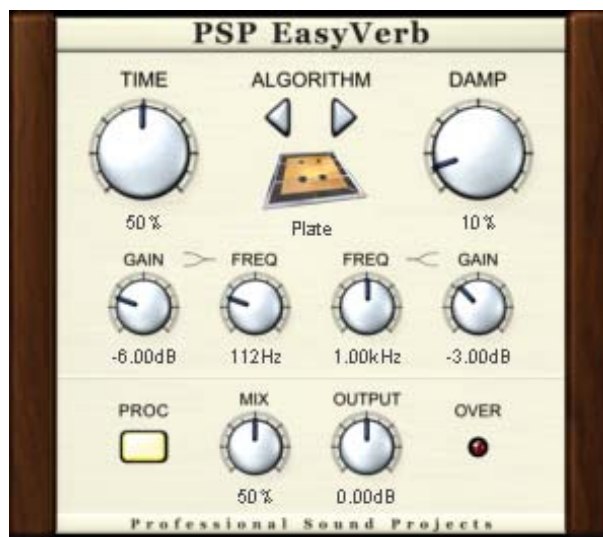 PSP EasyVerb
TIME ALGORITHM DAMP
50% Plate 10%
GAIN FREQ FREQ GAIN
-6.00dB 112Hz 1.00kHz -3.00dB
PROC MIX OUTPUT OVER
50% 0.00dB
Professional Sound Projects